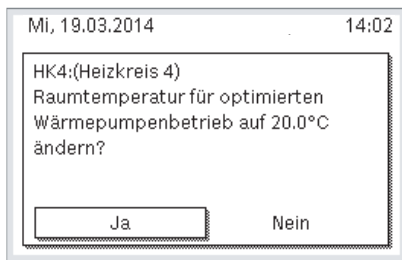 Mi, 19.03.2014 14:02
HK4:(Heizkreis 4)
Raumtemperatur für optimierten
Wärmepumpenbetrieb auf 20.0°C
ändern?
Ja Nein